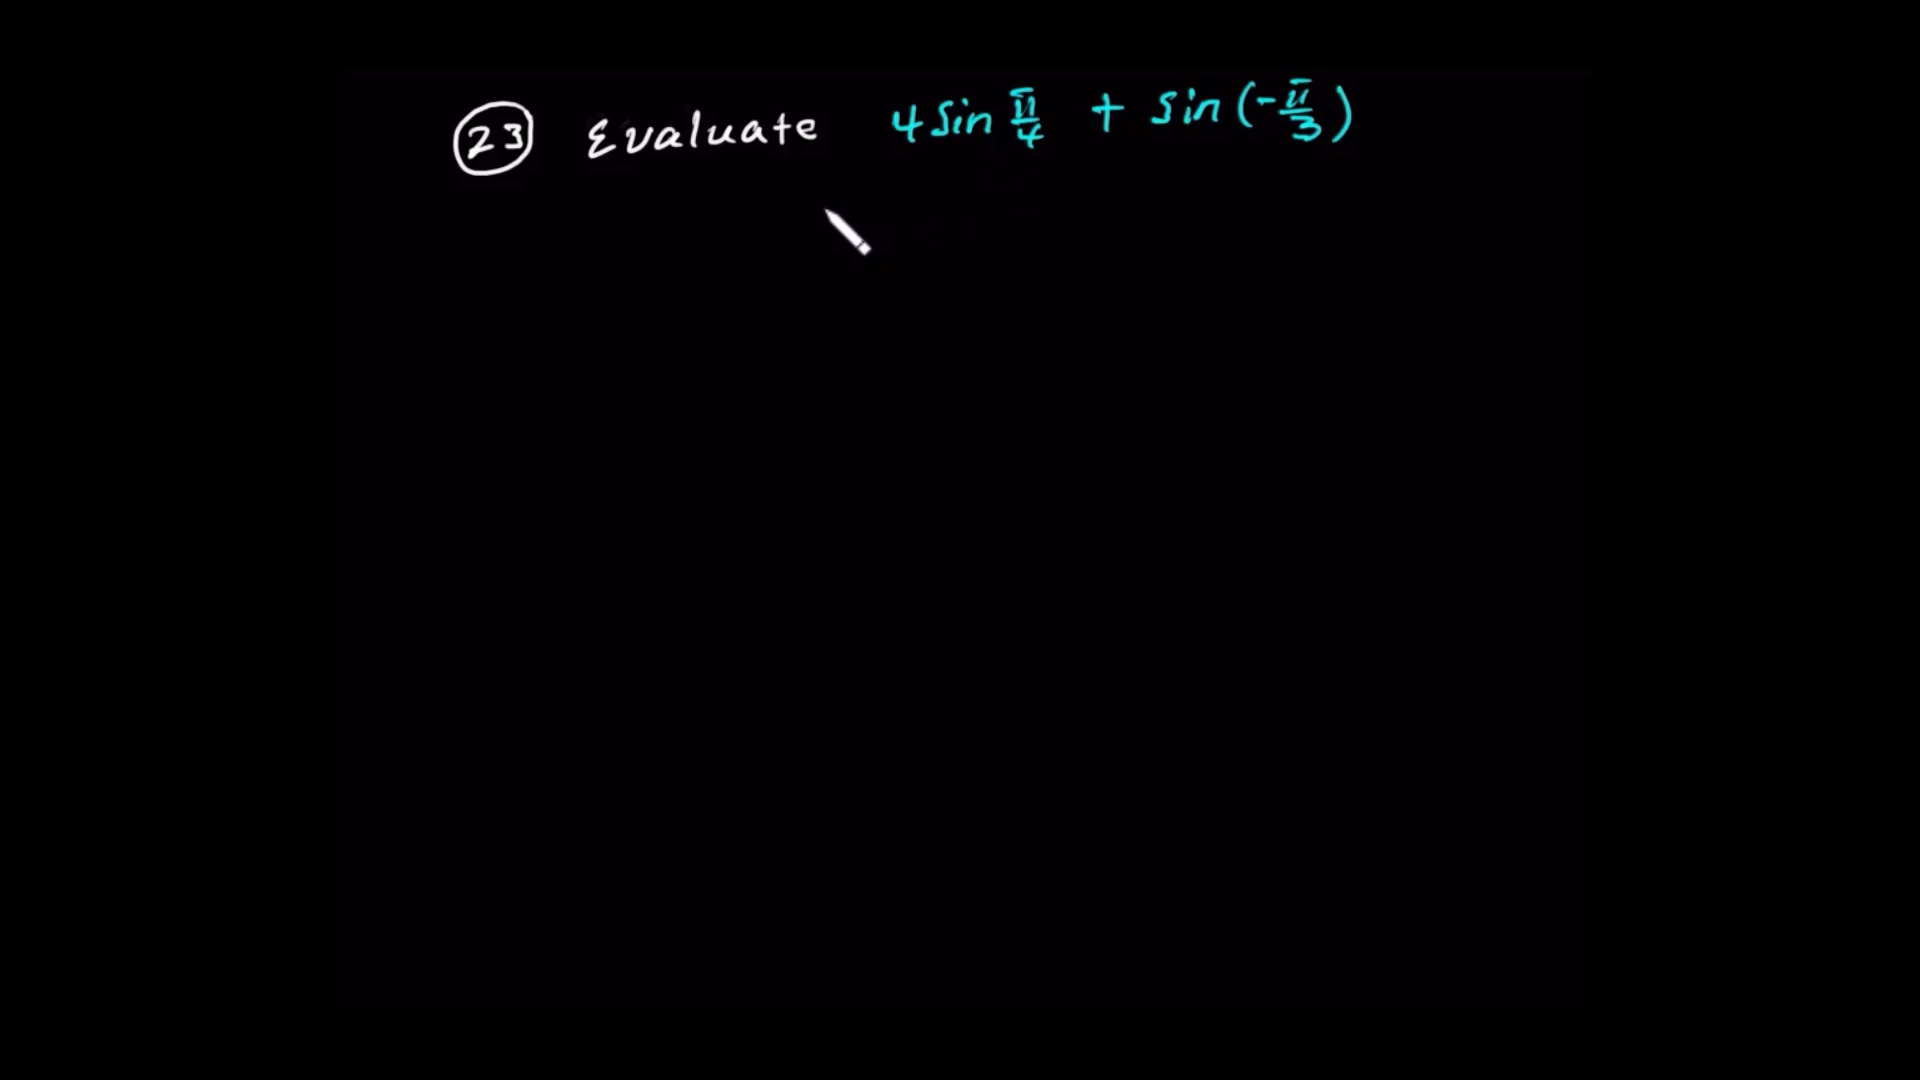 23 Evaluate 4 sin π/4 + sin (-π/3)